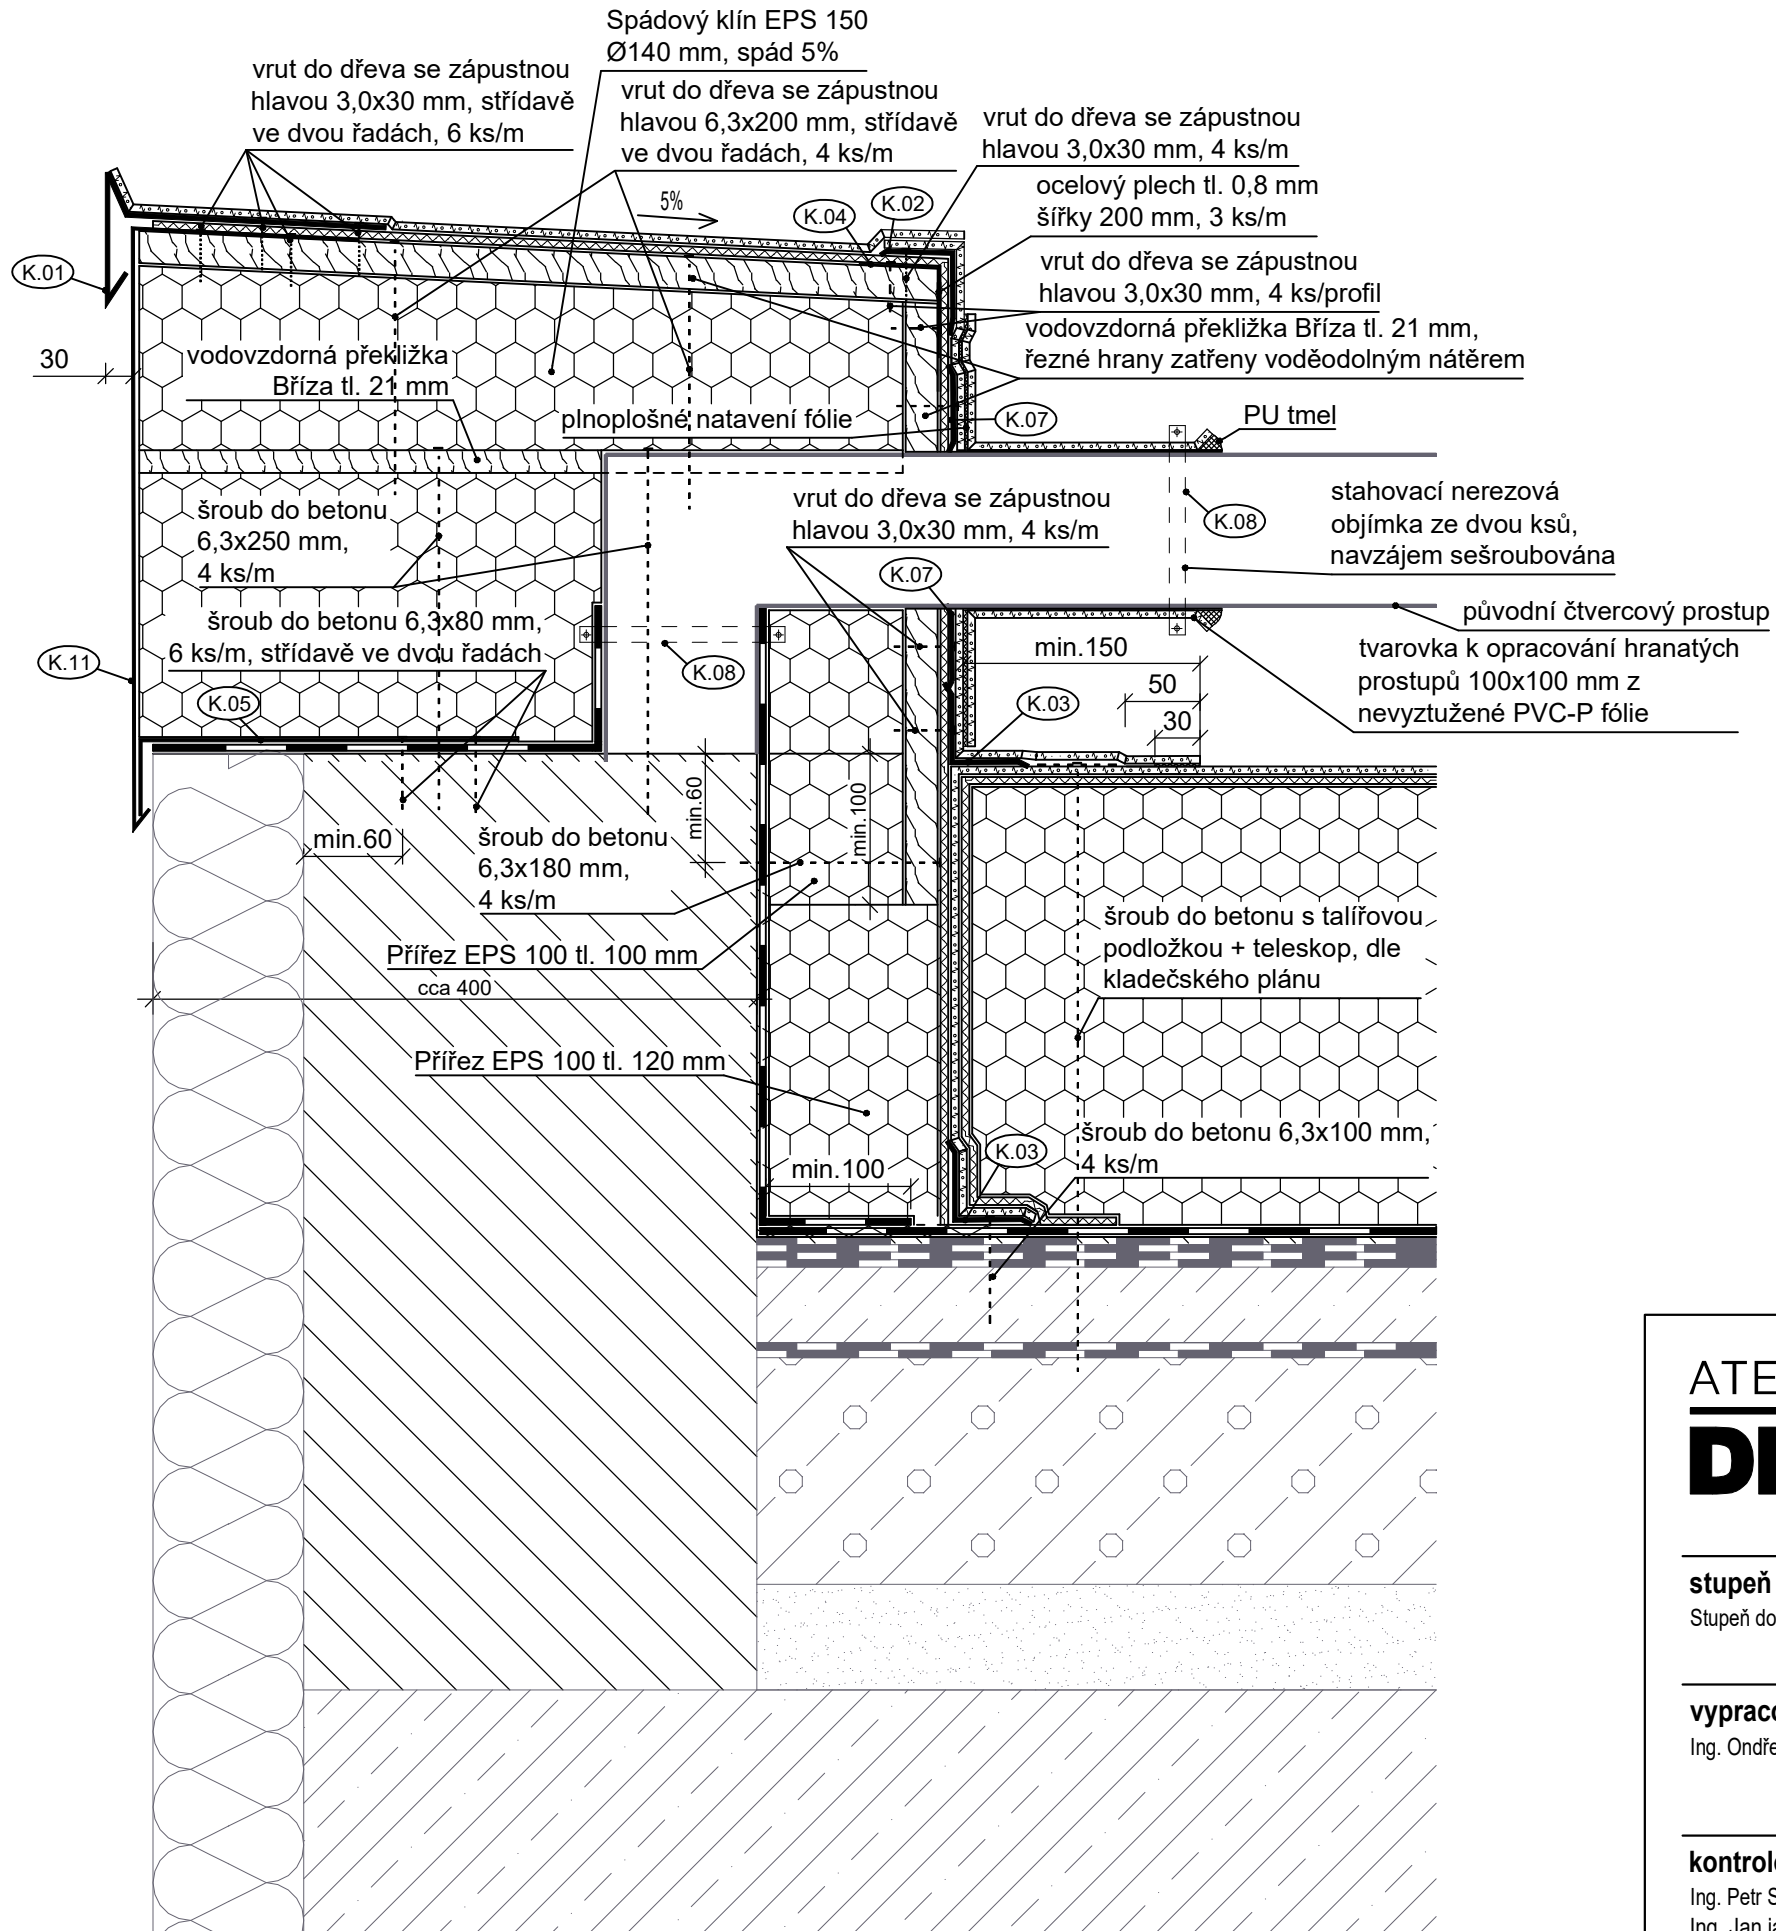 Spádový klín EPS 150
Ø140 mm, spád 5%
vrut do dřeva se zápustnou
hlavou 3,0x30 mm, střídavě
ve dvou řadách, 6 ks/m
vrut do dřeva se zápustnou
hlavou 6,3x200 mm, střídavě
ve dvou řadách, 4 ks/m
vrut do dřeva se zápustnou
hlavou 3,0x30 mm, 4 ks/m
ocelový plech tl. 0,8 mm
šířky 200 mm, 3 ks/m
5%
K.04
K.02
K.01
vrut do dřeva se zápustnou
hlavou 3,0x30 mm, 4 ks/profil
vodovzdorná překližka Bříza tl. 21 mm,
řezné hrany zatřeny voděodolným nátěrem
30
vodovzdorná překližka
Bříza tl. 21 mm
plnoplošné natavení fólie
K.07
PU tmel
šroub do betonu
6,3x250 mm,
4 ks/m
vrut do dřeva se zápustnou
hlavou 3,0x30 mm, 4 ks/m
K.08
stahovací nerezová
objímka ze dvou ksů,
navzájem sešroubována
K.07
původní čtvercový prostup
šroub do betonu 6,3x80 mm,
6 ks/m, střídavě ve dvou řadách
K.11
K.08
K.05
min.150
50
30
K.03
tvarovka k opracování hranatých
prostupů 100x100 mm z
nevyztužené PVC-P fólie
min.60
min.60
min.100
šroub do betonu
6,3x180 mm,
4 ks/m
šroub do betonu s talířovou
podložkou + teleskop, dle
kladečského plánu
Přířez EPS 100 tl. 100 mm
cca 400
Přířez EPS 100 tl. 120 mm
šroub do betonu 6,3x100 mm,
4 ks/m
K.03
min.100
ATE
stupeň
Stupeň do
Ing. Ondře
Ing. Petr S